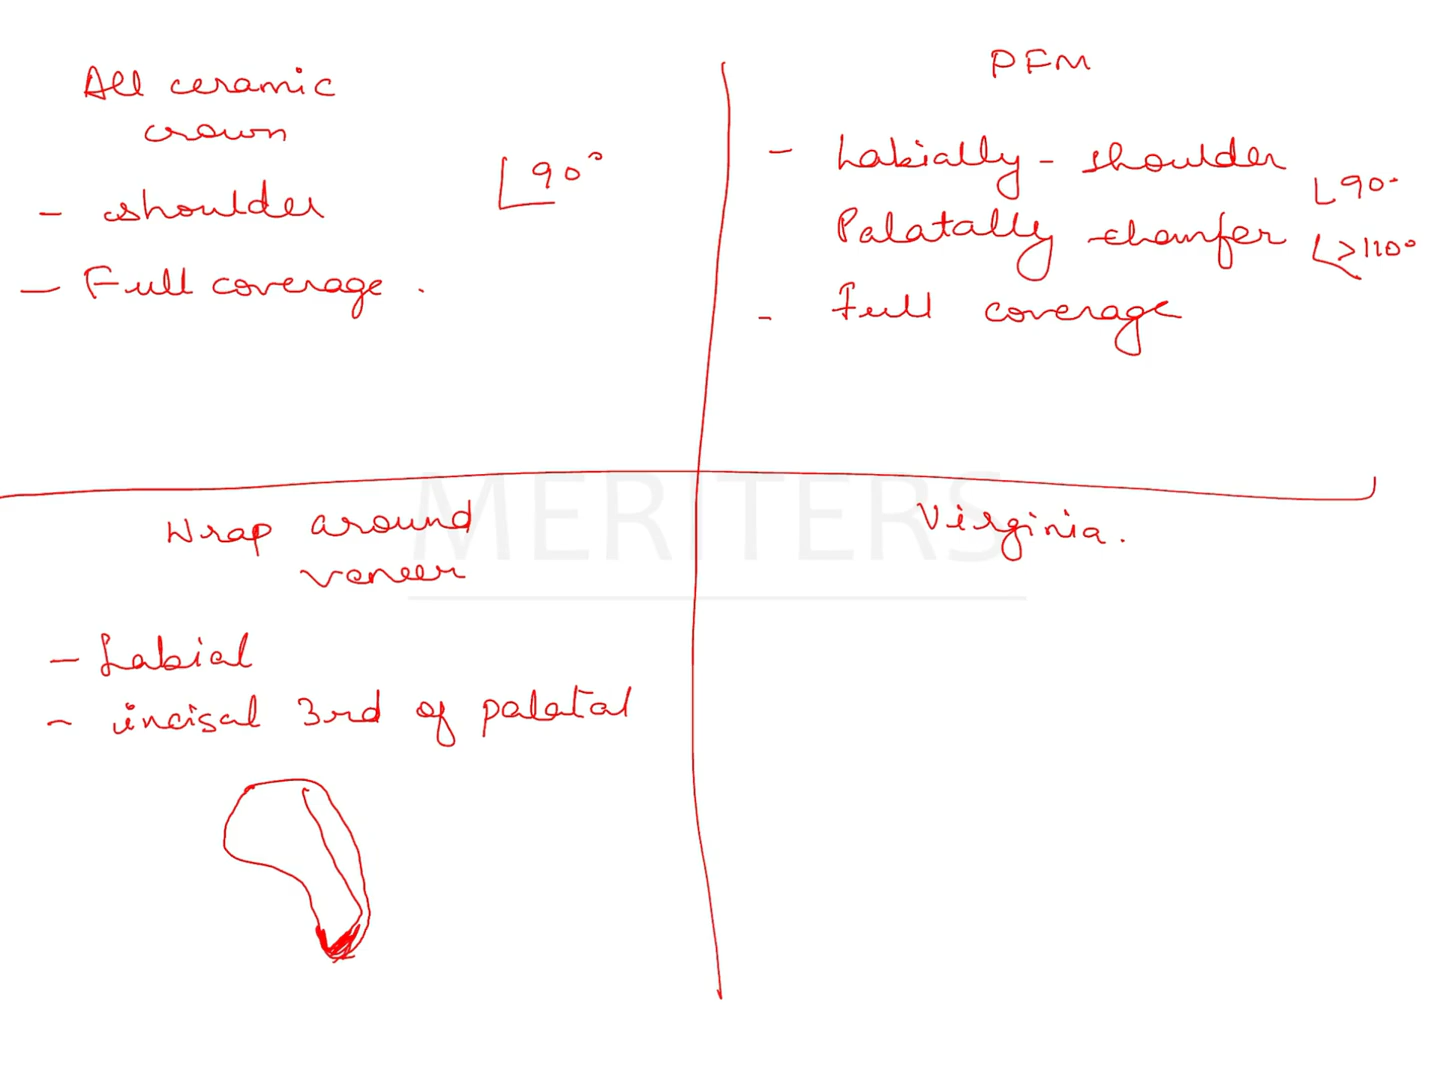 All ceramic
crown
- shoulder
90°
- Full coverage.
PFM
- Labially - shoulder
90°
Palatally chamfer
>110°
- Full coverage
MERITERS
Wrap around
veneer
- Labial
- incisal 3rd of palatal
Virginia.